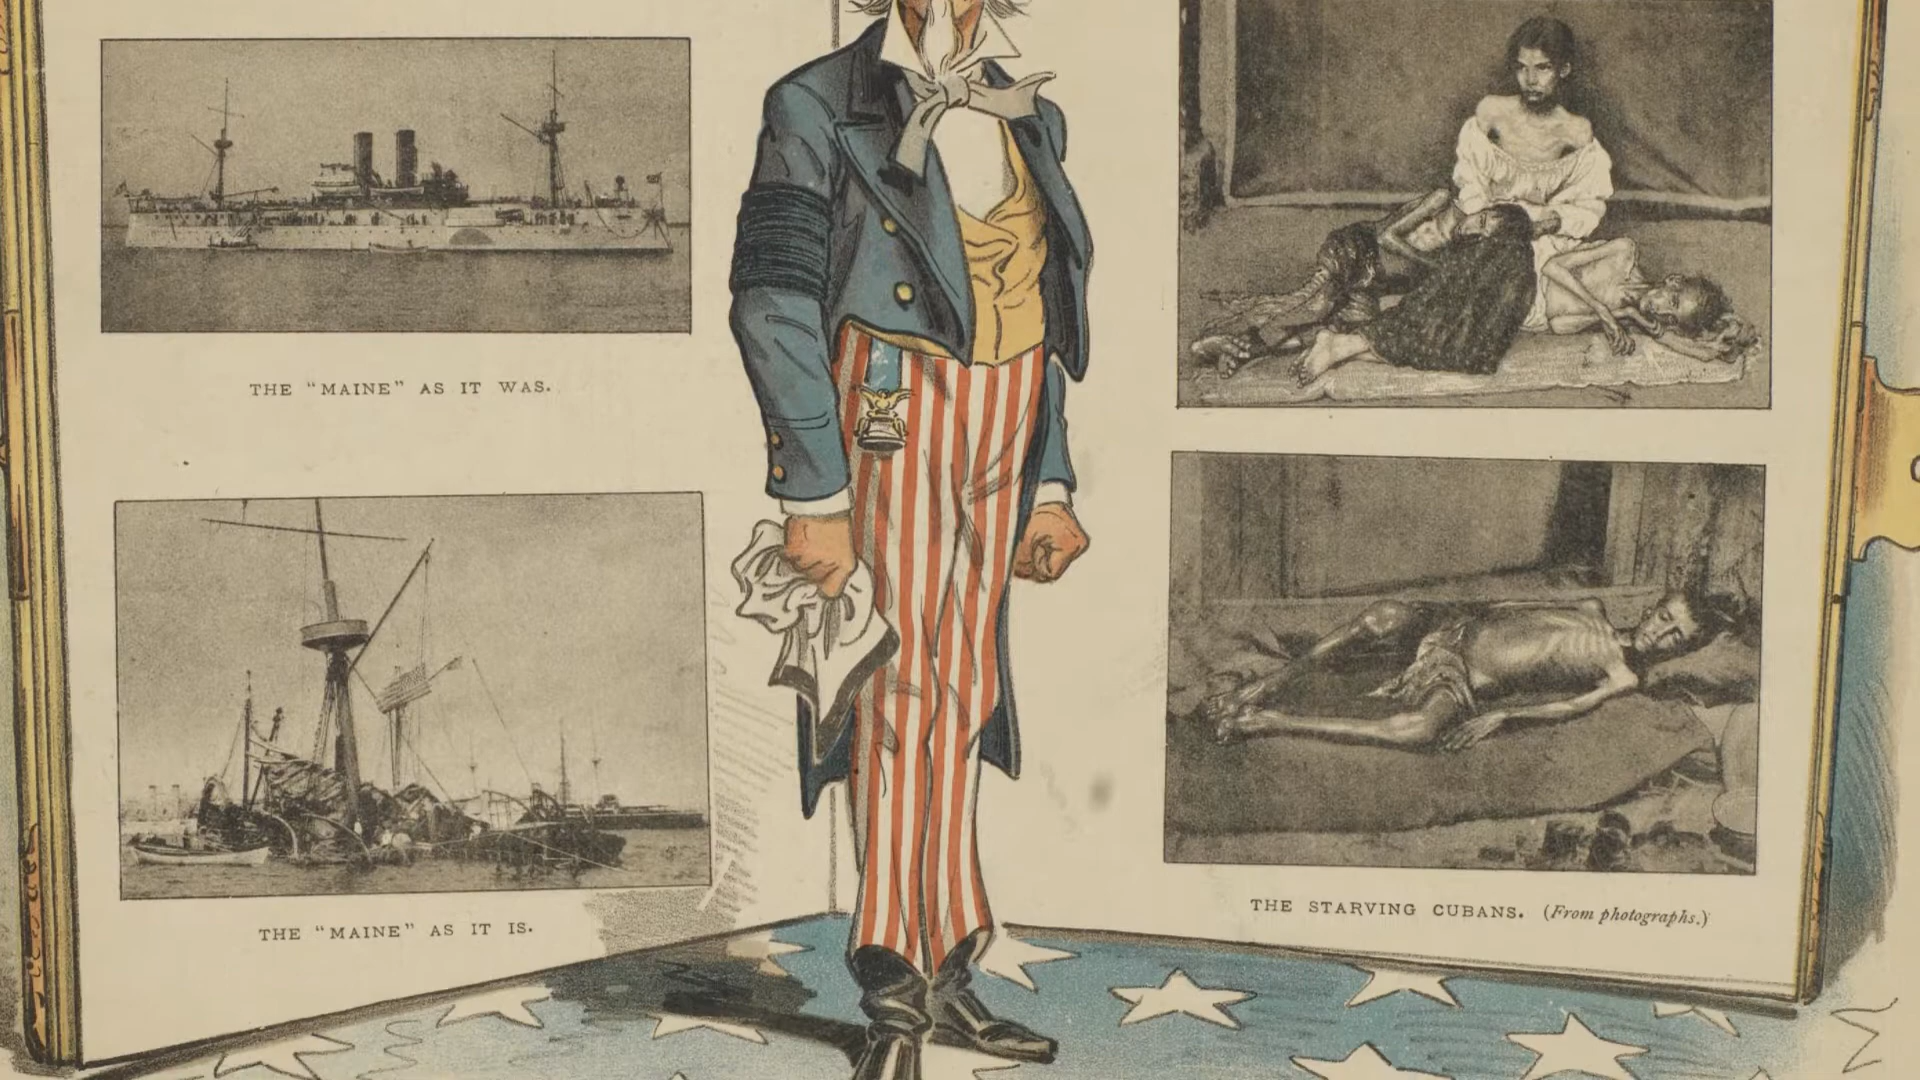 THE "MAINE" AS IT WAS.
THE "MAINE" AS IT IS.
THE STARVING CUBANS. (From photographs.)